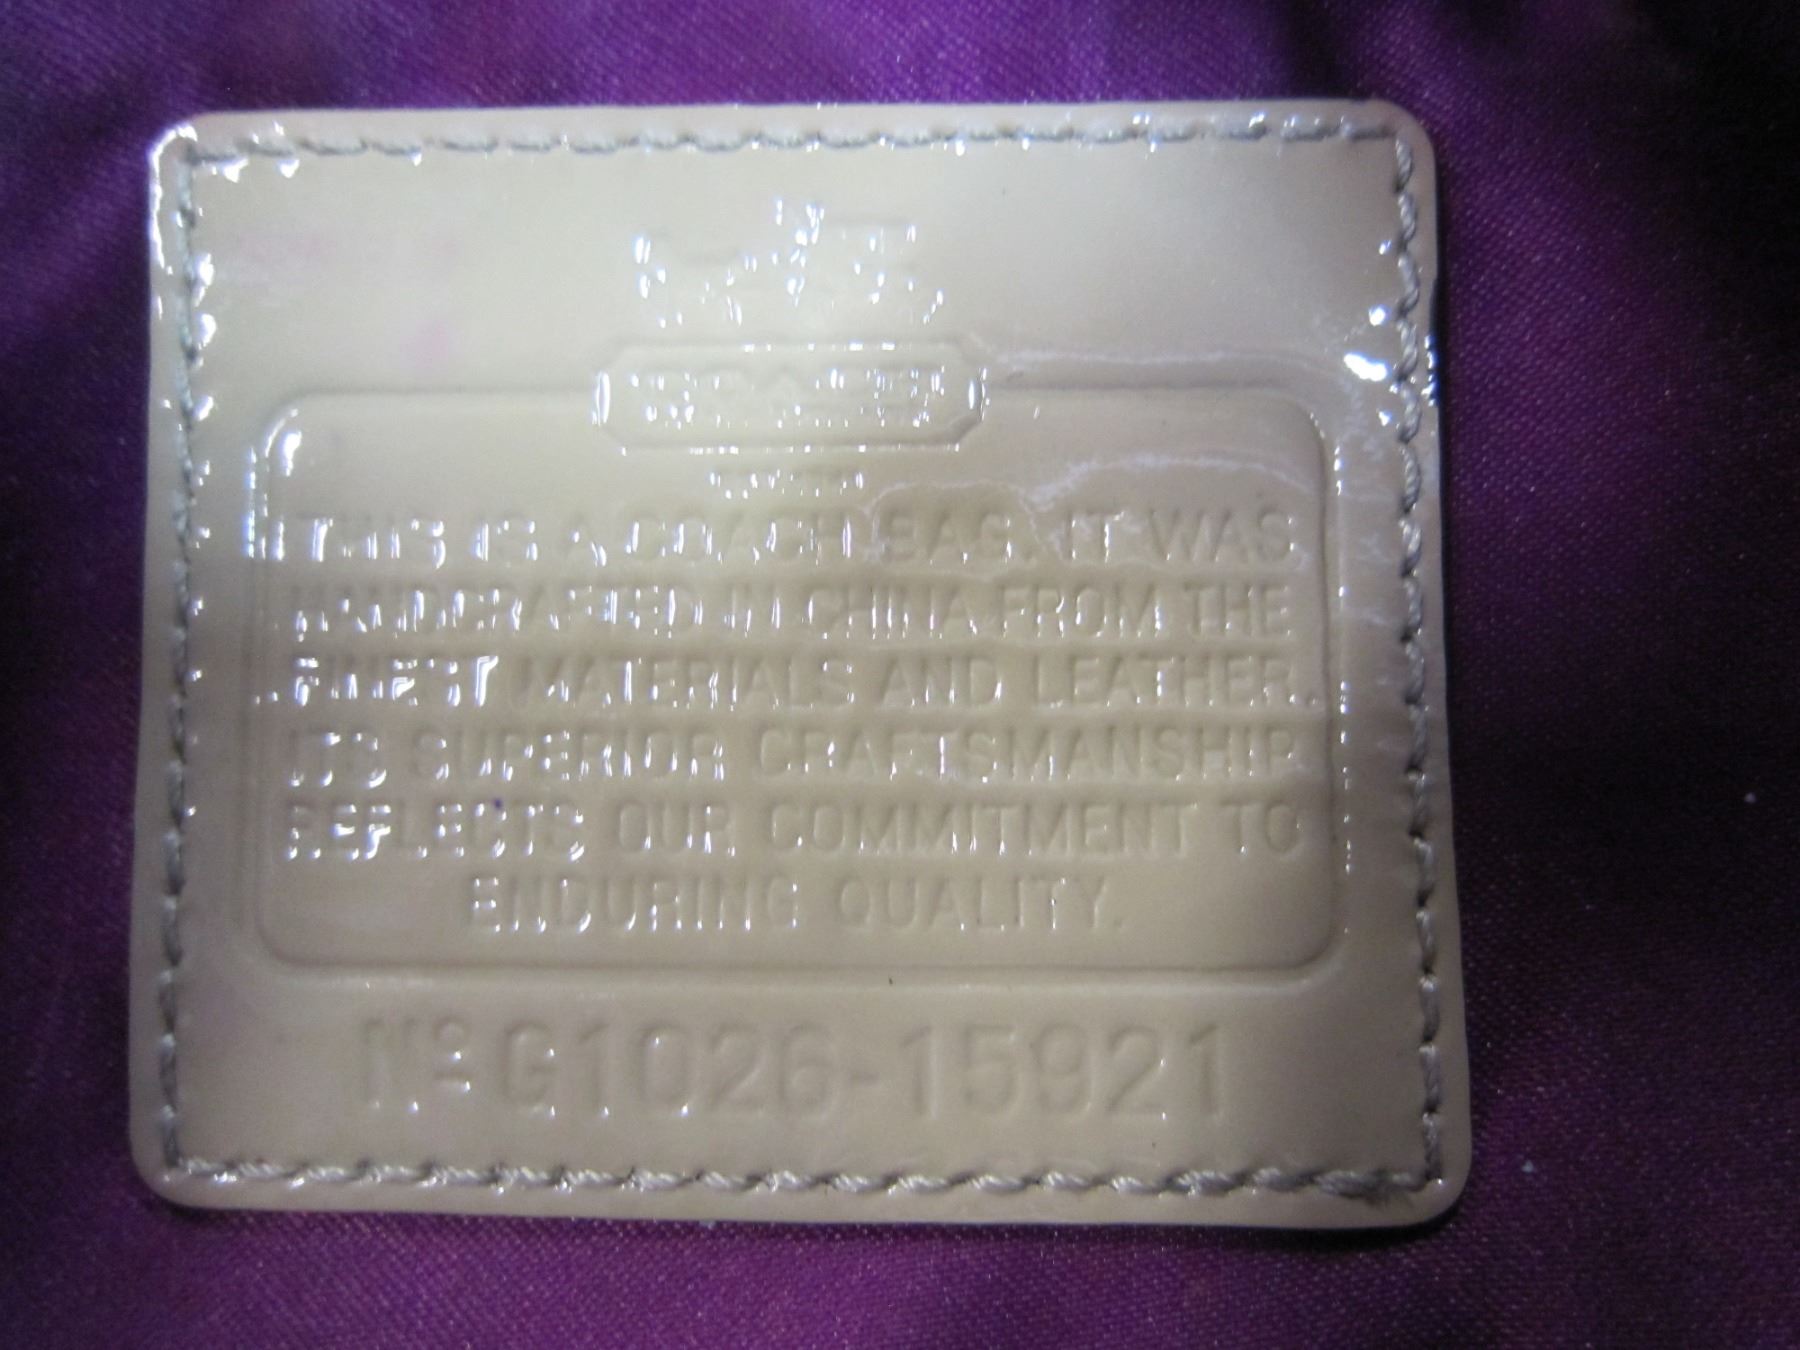 COACH
THIS IS A COACH BAG. IT WAS
HANDCRAFTED IN CHINA FROM THE
FINEST MATERIALS AND LEATHER.
ITS SUPERIOR CRAFTSMANSHIP
REFLECTS OUR COMMITMENT TO
ENDURING QUALITY.
Nº G1026-15921